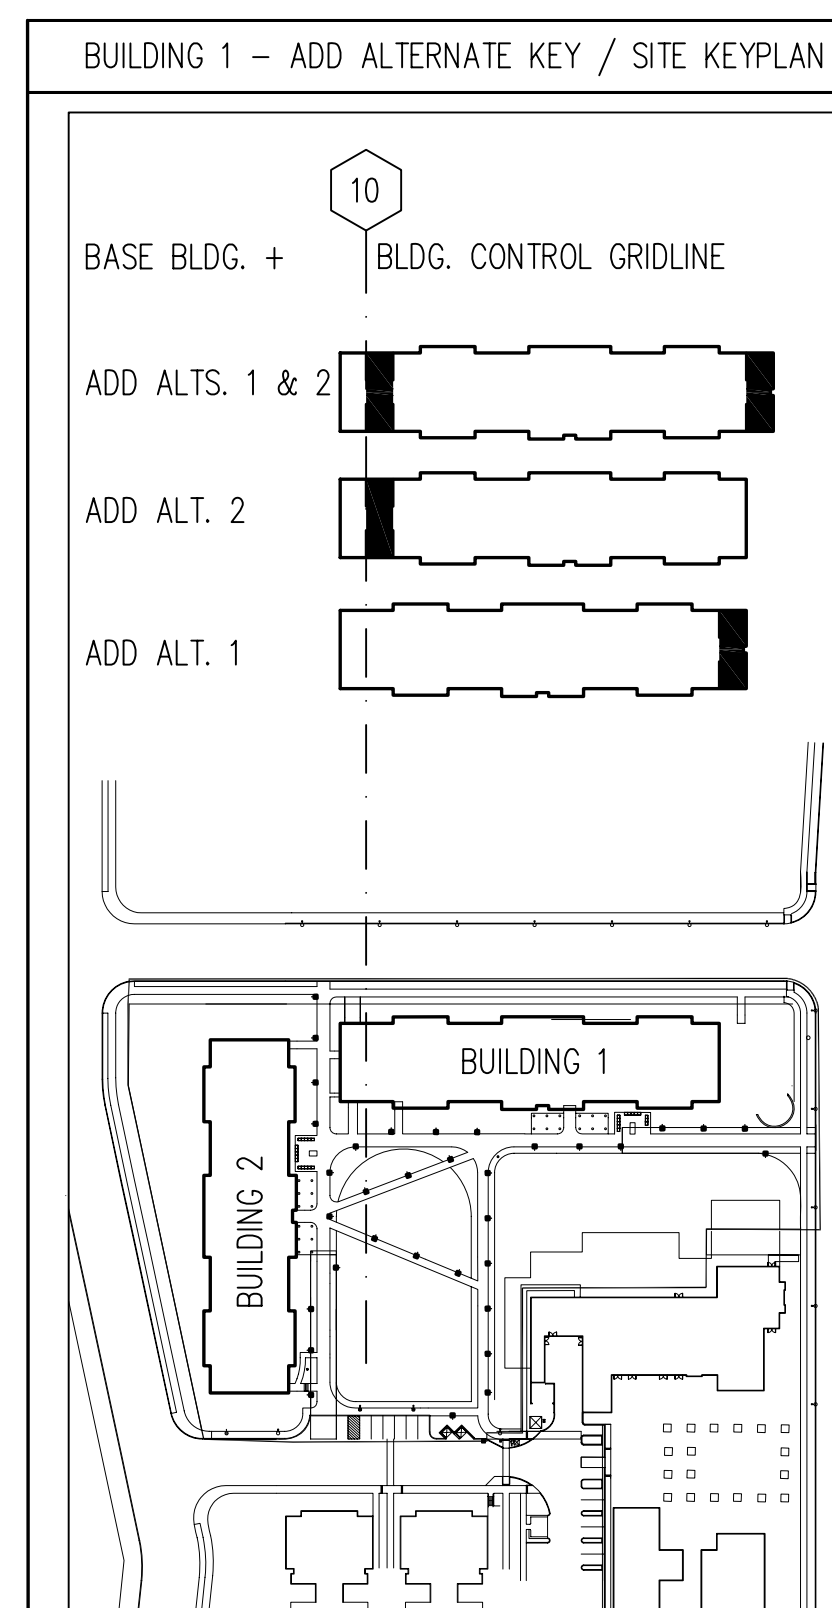 BUILDING 1 – ADD ALTERNATE KEY / SITE KEYPLAN
10
BASE BLDG. + BLDG. CONTROL GRIDLINE
ADD ALTS. 1 & 2
ADD ALT. 2
ADD ALT. 1
BUILDING 1
BUILDING 2